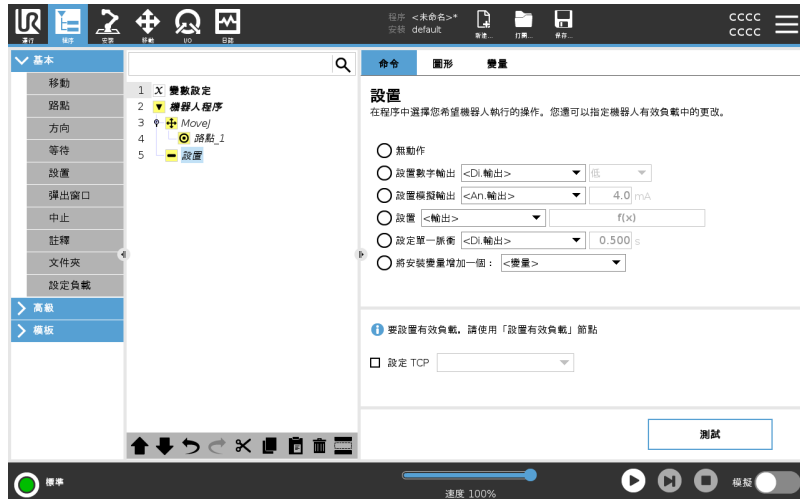 UR
運行
程序
安裝
移動
I/O
日誌
程序 <未命名>*
安裝 default
新建...
打開...
保存...
cccc
cccc
基本
移動
路點
方向
等待
設置
彈出窗口
中止
註釋
文件夾
設定負載
高級
模板
1 X 變數設定
2 機器人程序
3 MoveJ
4 路點_1
5 設置
命令 圖形 變量
設置
在程序中選擇您希望機器人執行的操作。您還可以指定機器人有效負載中的更改。
無動作
設置數字輸出 <Di.輸出> 低
設置模擬輸出 <An.輸出> 4.0 mA
設置 <輸出> f(x)
設定單一脈衝 <Di.輸出> 0.500 s
將安裝變量增加一個： <變量>
要設置有效負載，請使用「設置有效負載」節點
設定 TCP
測試
標準
速度 100%
模擬